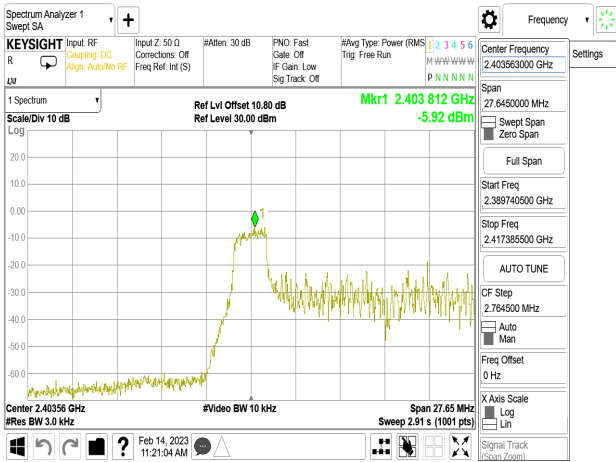 Spectrum Analyzer 1
Swept SA
Frequency
KEYSIGHT
R
LXI
Input: RF
Coupling: DC
Align: Auto/No RF
Input Z: 50 Ω
Corrections: Off
Freq Ref: Int (S)
#Atten: 30 dB
PNO: Fast
Gate: Off
IF Gain: Low
Sig Track: Off
#Avg Type: Power (RMS
Trig: Free Run
1 2 3 4 5 6
M W W W W W
P N N N N N
Center Frequency
2.403563000 GHz
Settings
Span
27.6450000 MHz
Swept Span
Zero Span
Full Span
Start Freq
2.389740500 GHz
Stop Freq
2.417385500 GHz
AUTO TUNE
CF Step
2.764500 MHz
Auto
Man
Freq Offset
0 Hz
X Axis Scale
Log
Lin
Signal Track
(Span Zoom)
1 Spectrum
Scale/Div 10 dB
Ref Lvl Offset 10.80 dB
Ref Level 30.00 dBm
Mkr1 2.403 812 GHz
-5.92 dBm
Log
20.0
10.0
0.00
-10.0
-20.0
-30.0
-40.0
-50.0
-60.0
1
Center 2.40356 GHz
#Video BW 10 kHz
Span 27.65 MHz
#Res BW 3.0 kHz
Sweep 2.91 s (1001 pts)
?
Feb 14, 2023
11:21:04 AM